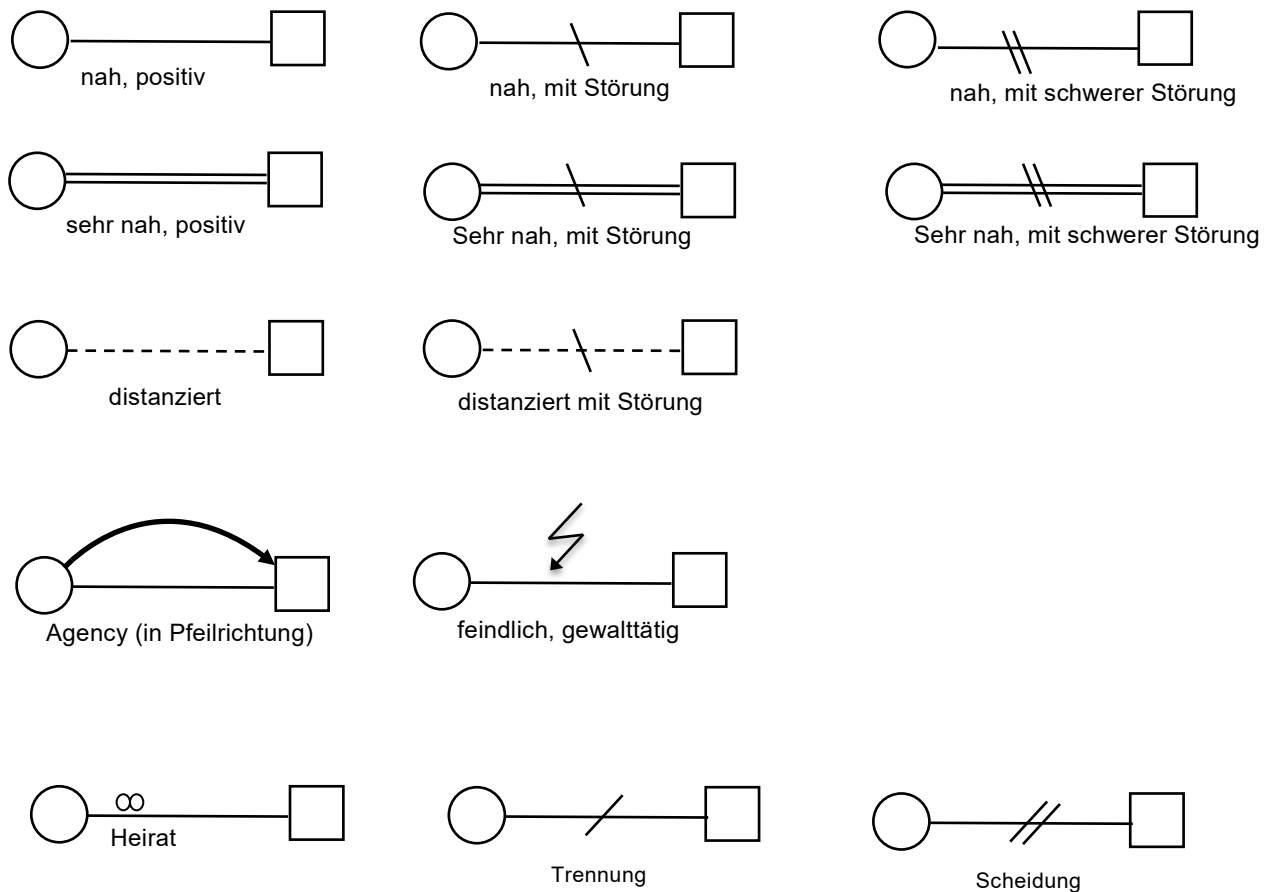 nah, positiv
nah, mit Störung
nah, mit schwerer Störung
sehr nah, positiv
Sehr nah, mit Störung
Sehr nah, mit schwerer Störung
distanziert
distanziert mit Störung
Agency (in Pfeilrichtung)
feindlich, gewalttätig
Heirat
Trennung
Scheidung